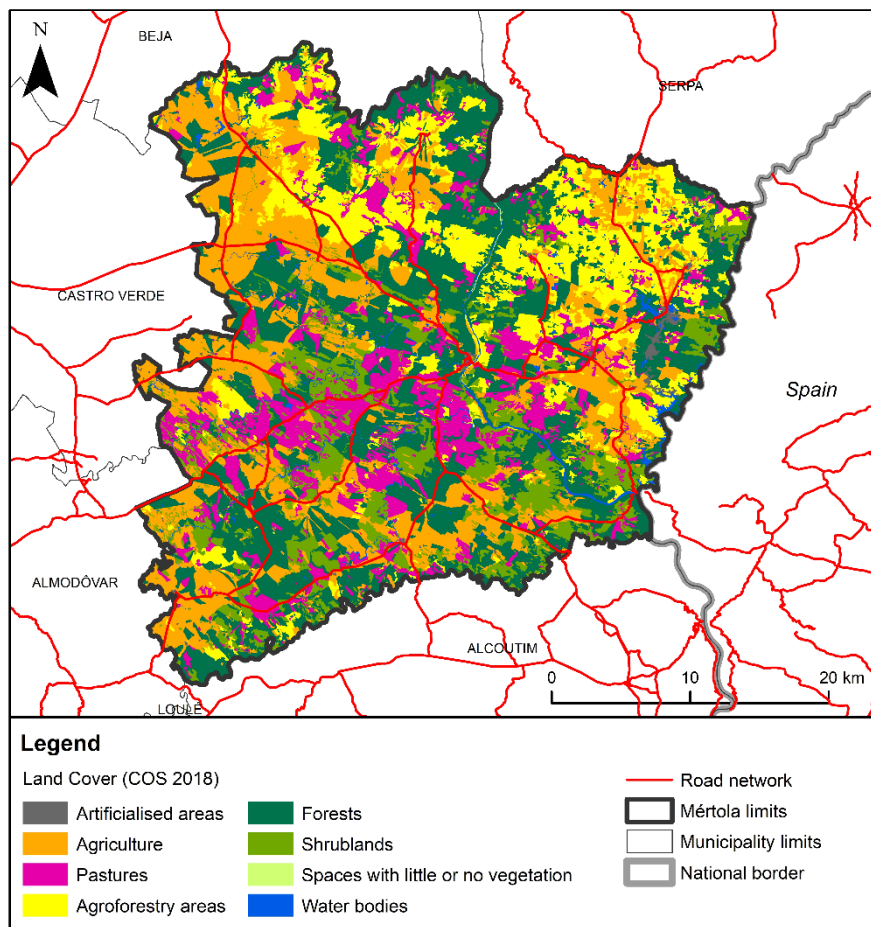 N
BEJA
SERPA
CASTRO VERDE
Spain
ALMODÔVAR
ALCOUTIM
LOULÉ
0 10 20 km
Legend
Land Cover (COS 2018)
Artificialised areas
Agriculture
Pastures
Agroforestry areas
Forests
Shrublands
Spaces with little or no vegetation
Water bodies
Road network
Mértola limits
Municipality limits
National border